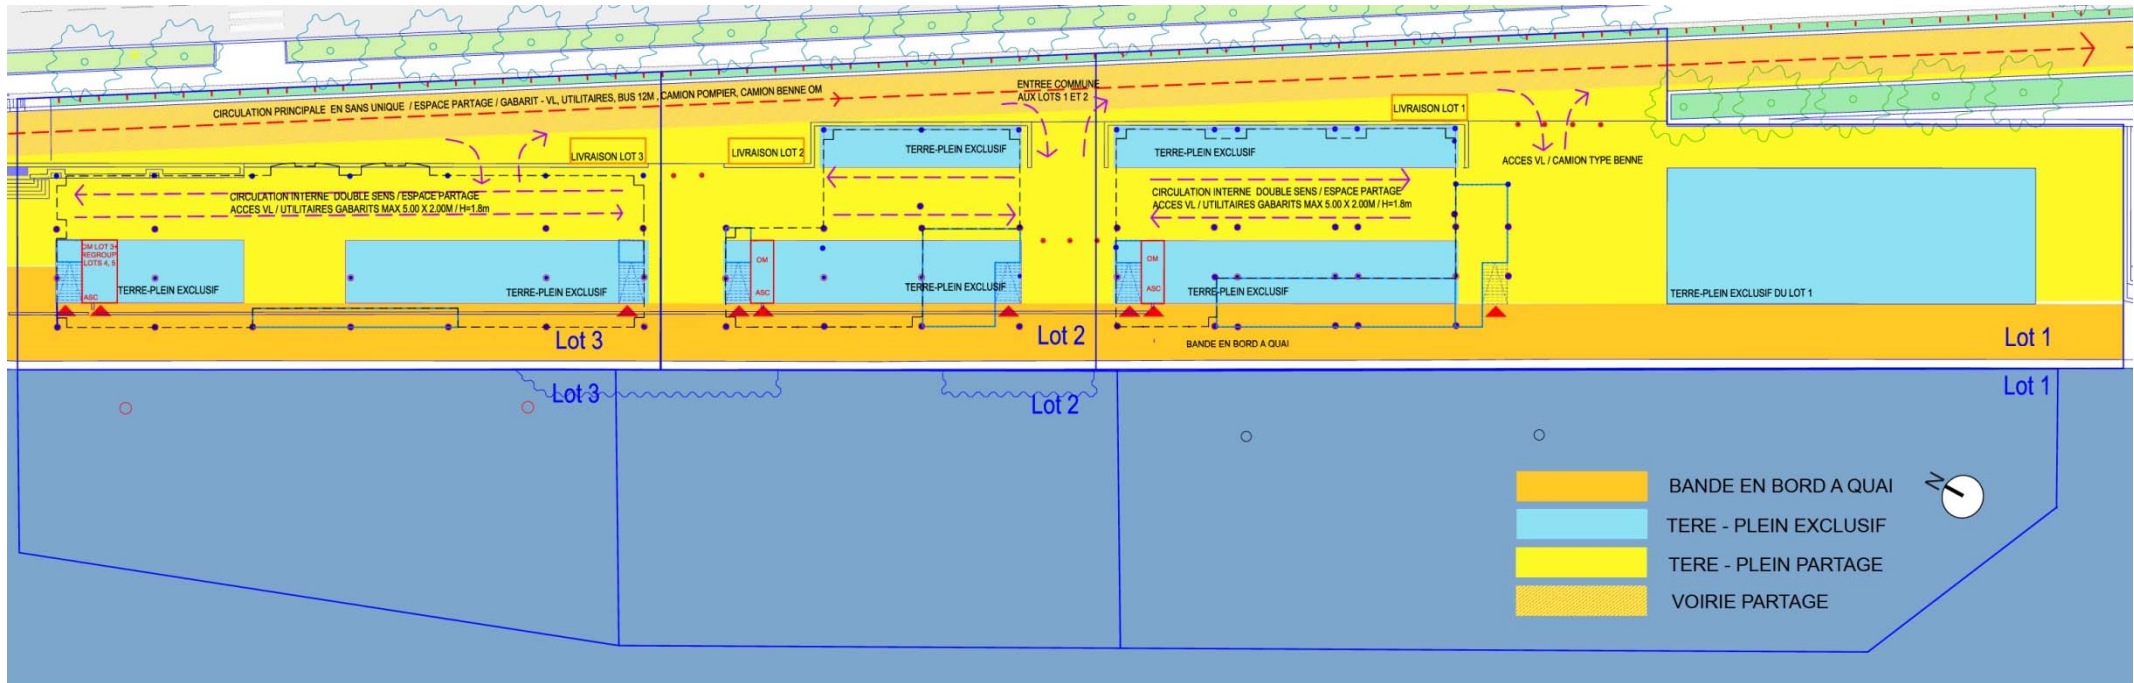 CIRCULATION PRINCIPALE EN SANS UNIQUE / ESPACE PARTAGE / GABARIT - VL, UTILITAIRES, BUS 12M , CAMION POMPIER, CAMION BENNE OM
ENTREE COMMUNE
AUX LOTS 1 ET 2
LIVRAISON LOT 1
LIVRAISON LOT 3
LIVRAISON LOT 2
TERRE-PLEIN EXCLUSIF
TERRE-PLEIN EXCLUSIF
ACCES VL / CAMION TYPE BENNE
CIRCULATION INTERNE DOUBLE SENS / ESPACE PARTAGE
ACCES VL / UTILITAIRES GABARITS MAX 5.00 X 2.00M / H=1.8m
CIRCULATION INTERNE DOUBLE SENS / ESPACE PARTAGE
ACCES VL / UTILITAIRES GABARITS MAX 5.00 X 2.00M / H=1.8m
OM LOT 3+
REGROUP
LOTS 4, 5
ASC
TERRE-PLEIN EXCLUSIF
TERRE-PLEIN EXCLUSIF
OM
ASC
TERRE-PLEIN EXCLUSIF
OM
ASC
TERRE-PLEIN EXCLUSIF
TERRE-PLEIN EXCLUSIF DU LOT 1
Lot 3
Lot 2
BANDE EN BORD A QUAI
Lot 1
Lot 3
Lot 2
Lot 1
BANDE EN BORD A QUAI
TERE - PLEIN EXCLUSIF
TERE - PLEIN PARTAGE
VOIRIE PARTAGE
N